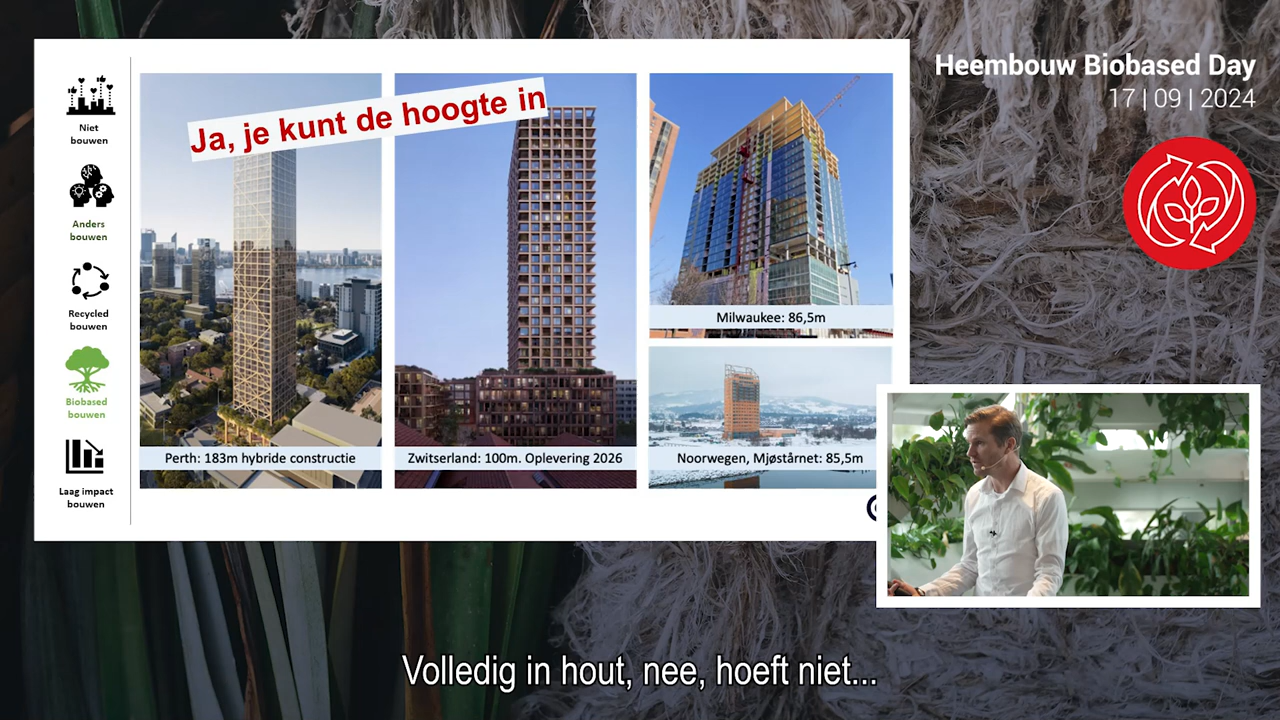 Heembouw Biobased Day
17 | 09 | 2024
Niet
bouwen
Anders
bouwen
Recycled
bouwen
Biobased
bouwen
Laag impact
bouwen
Ja, je kunt de hoogte in
Perth: 183m hybride constructie
Zwitserland: 100m. Oplevering 2026
Milwaukee: 86,5m
Noorwegen, Mjøstårnet: 85,5m
Volledig in hout, nee, hoeft niet...